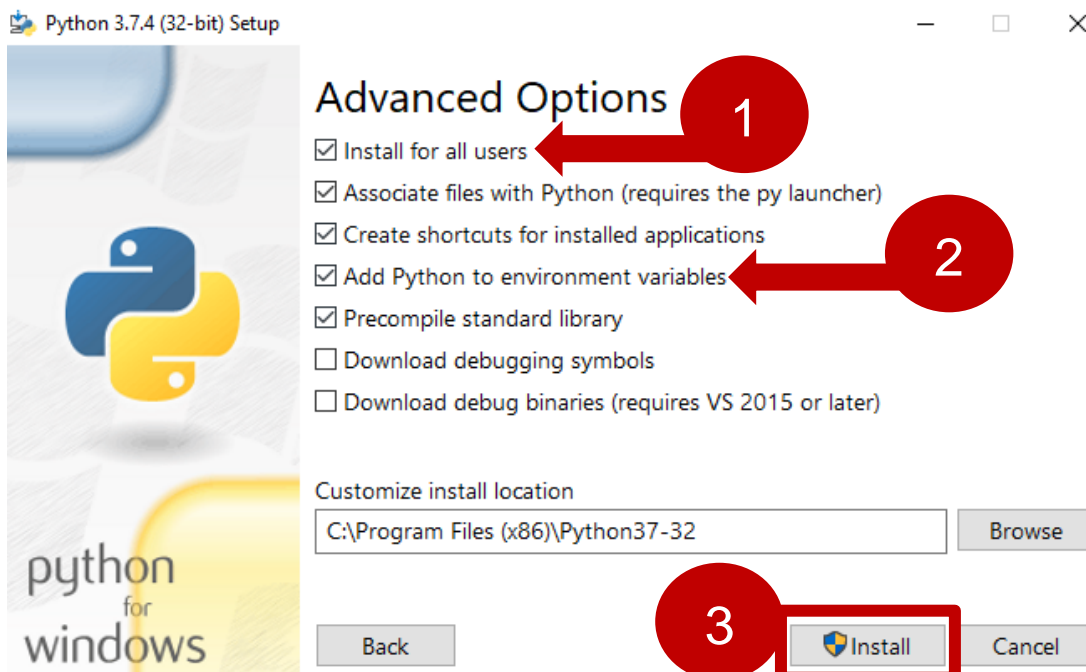 Python 3.7.4 (32-bit) Setup
Advanced Options
1
Install for all users
Associate files with Python (requires the py launcher)
Create shortcuts for installed applications
2
Add Python to environment variables
Precompile standard library
Download debugging symbols
Download debug binaries (requires VS 2015 or later)
Customize install location
C:\Program Files (x86)\Python37-32
Browse
python
for
windows
3
Back
Install
Cancel